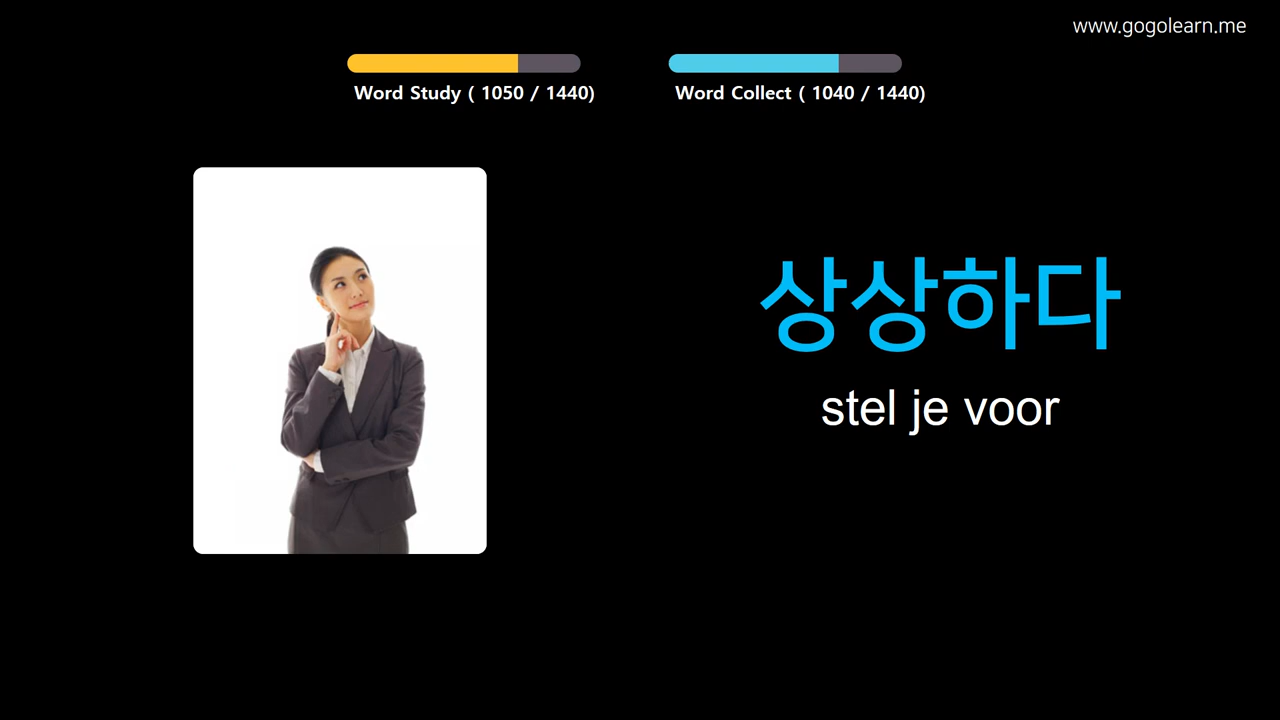 www.gogolearn.me
Word Study ( 1050 / 1440)
Word Collect ( 1040 / 1440)
상상하다
stel je voor